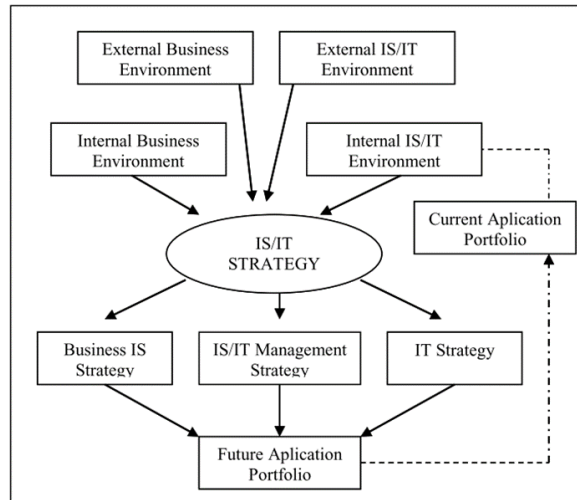 External Business
Environment
External IS/IT
Environment
Internal Business
Environment
Internal IS/IT
Environment
Current Aplication
Portfolio
IS/IT
STRATEGY
Business IS
Strategy
IS/IT Management
Strategy
IT Strategy
Future Aplication
Portfolio